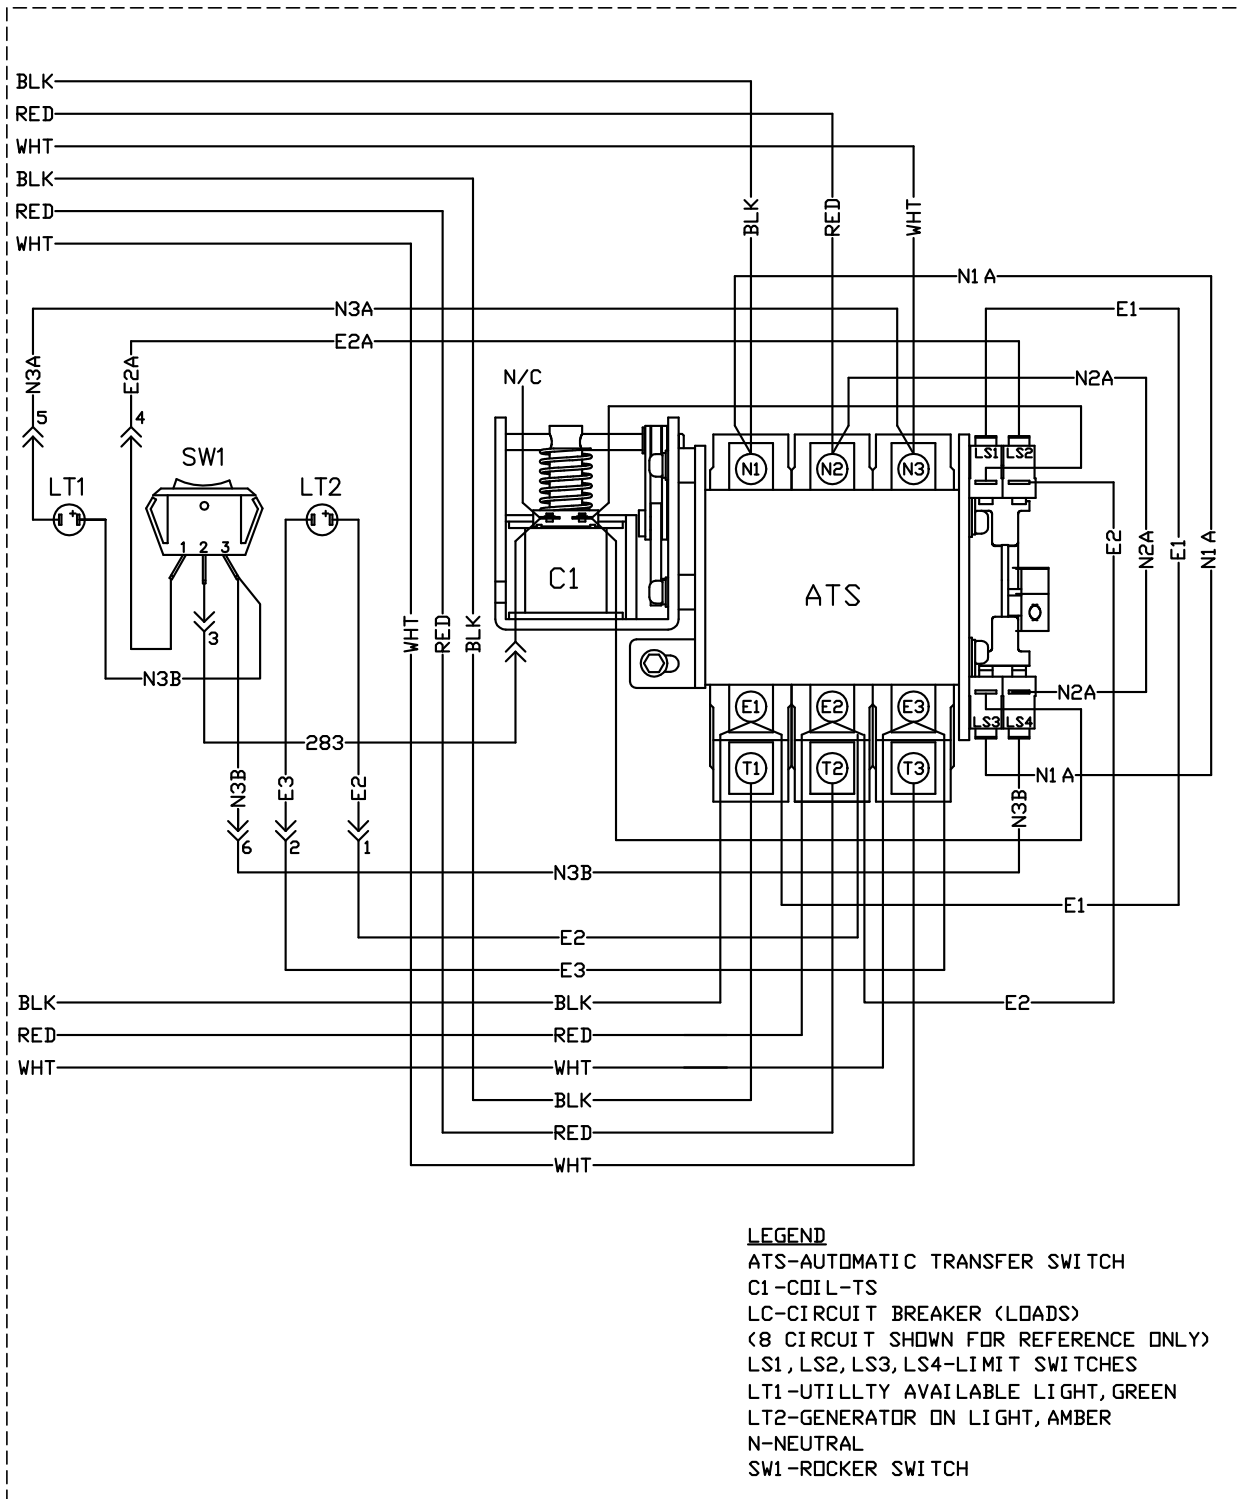 BLK
RED
WHT
BLK
RED
WHT
BLK
RED
WHT
N1A
N3A
E1
E2A
N/C
N2A
N3A
E2A
5
4
SW1
LT1
LT2
N1
N2
N3
LS1
LS2
1 2 3
C1
ATS
E2
N2A
E1
N1A
3
WHT
RED
BLK
N3B
N2A
E1
E2
E3
LS3
LS4
283
T1
T2
T3
N1A
N3B
E3
E2
N3B
6
2
1
N3B
E1
E2
E3
BLK
BLK
E2
RED
RED
WHT
WHT
BLK
RED
WHT
LEGEND
ATS-AUTOMATIC TRANSFER SWITCH
C1-COIL-TS
LC-CIRCUIT BREAKER (LOADS)
(8 CIRCUIT SHOWN FOR REFERENCE ONLY)
LS1,LS2,LS3,LS4-LIMIT SWITCHES
LT1-UTILLTY AVAILABLE LIGHT,GREEN
LT2-GENERATOR ON LIGHT,AMBER
N-NEUTRAL
SW1-ROCKER SWITCH